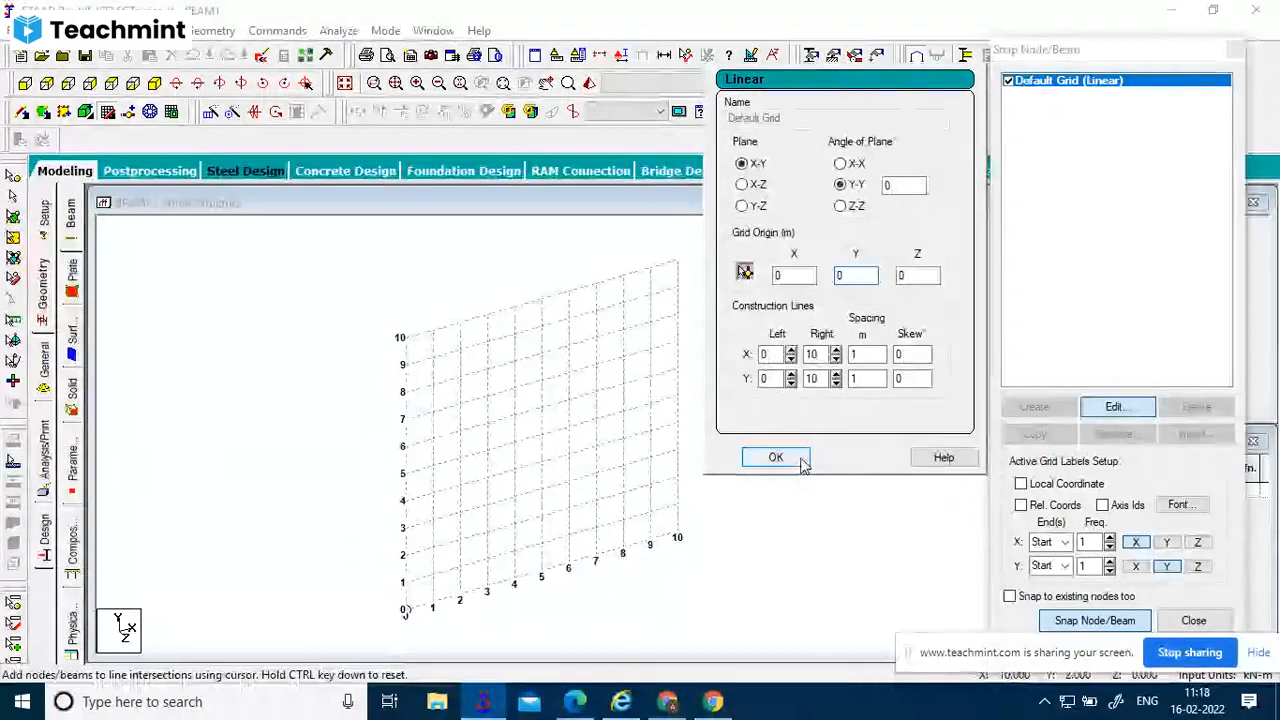 Teachmint
Geometry Commands Analyze Mode Window Help
Snap Node/Beam
Linear
Default Grid (Linear)
Name
Default Grid
Plane Angle of Plane°
X-Y X-X
X-Z Y-Y 0
Y-Z Z-Z
Grid Origin (m)
X Y Z
0 0 0
Construction Lines
Spacing
Left Right m Skew°
X: 0 10 1 0
Y: 0 10 1 0
OK Help
Modeling Postprocessing Steel Design Concrete Design Foundation Design RAM Connection Bridge De
Setup
Geometry
General
Analysis/Print
Design
Beam
Plate
Surf...
Solid
Parame...
Compos...
Physica...
10
9
8
7
6
5
4
3
2
1
0
1 2 3 4 5 6 7 8 9 10
Y
X
Z
Create Edit...
Copy
Active Grid Labels Setup
Local Coordinate
Rel. Coords Axis Ids Font...
End(s) Freq.
X: Start 1 X Y Z
Y: Start 1 X Y Z
Snap to existing nodes too
Snap Node/Beam Close
www.teachmint.com is sharing your screen. Stop sharing Hide
Add nodes/beams to line intersections using cursor. Hold CTRL key down to reset.
Input Units: kN-m
Type here to search
ENG
11:18
16-02-2022